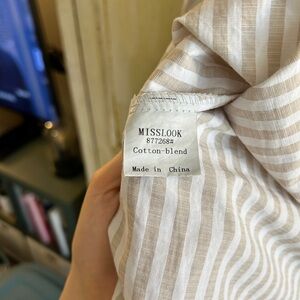 MISSLOOK
877268#
Cotton-blend
Made in China